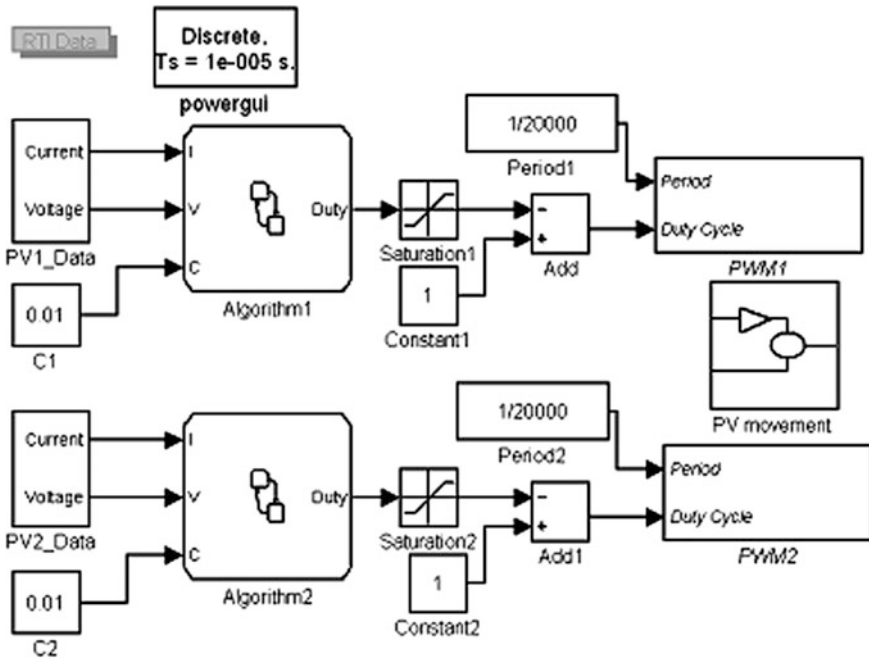 RTI Data
Discrete,
Ts = 1e-005 s.
powergui
Current
Voltage
PV1_Data
0.01
C1
I
V
C
Duty
Algorithm1
Saturation1
1
Constant1
1/20000
Period1
-
+
Add
Period
Duty Cycle
PWM1
PV movement
Current
Voltage
PV2_Data
0.01
C2
I
V
C
Duty
Algorithm2
Saturation2
1
Constant2
1/20000
Period2
-
+
Add1
Period
Duty Cycle
PWM2